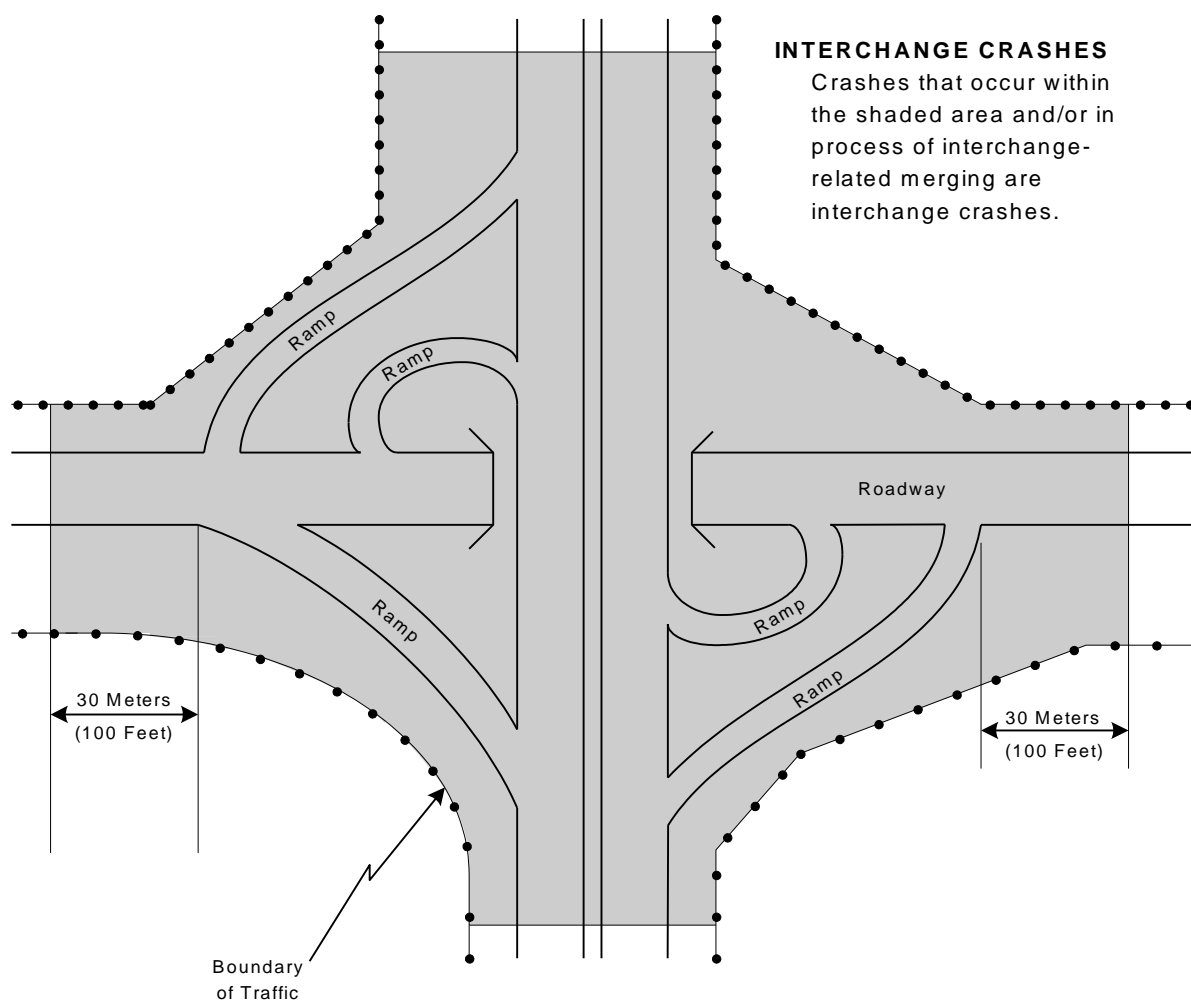 INTERCHANGE CRASHES
Crashes that occur within
the shaded area and/or in
process of interchange-
related merging are
interchange crashes.
Ramp
Ramp
Roadway
Ramp
Ramp
Ramp
30 Meters
(100 Feet)
30 Meters
(100 Feet)
Boundary
of Traffic